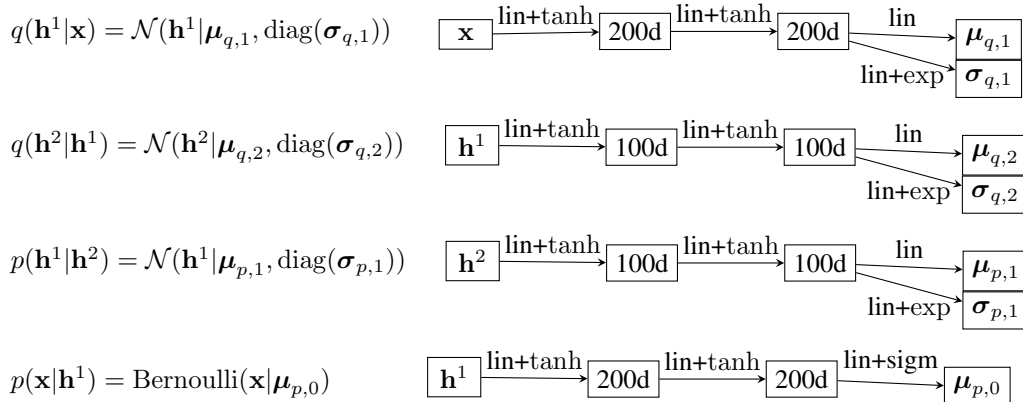 q(h¹|x) = N(h¹|μ_{q,1}, diag(σ_{q,1})) x lin+tanh 200d lin+tanh 200d lin μ_{q,1} lin+exp σ_{q,1}
q(h²|h¹) = N(h²|μ_{q,2}, diag(σ_{q,2})) h¹ lin+tanh 100d lin+tanh 100d lin μ_{q,2} lin+exp σ_{q,2}
p(h¹|h²) = N(h¹|μ_{p,1}, diag(σ_{p,1})) h² lin+tanh 100d lin+tanh 100d lin μ_{p,1} lin+exp σ_{p,1}
p(x|h¹) = Bernoulli(x|μ_{p,0}) h¹ lin+tanh 200d lin+tanh 200d lin+sigm μ_{p,0}